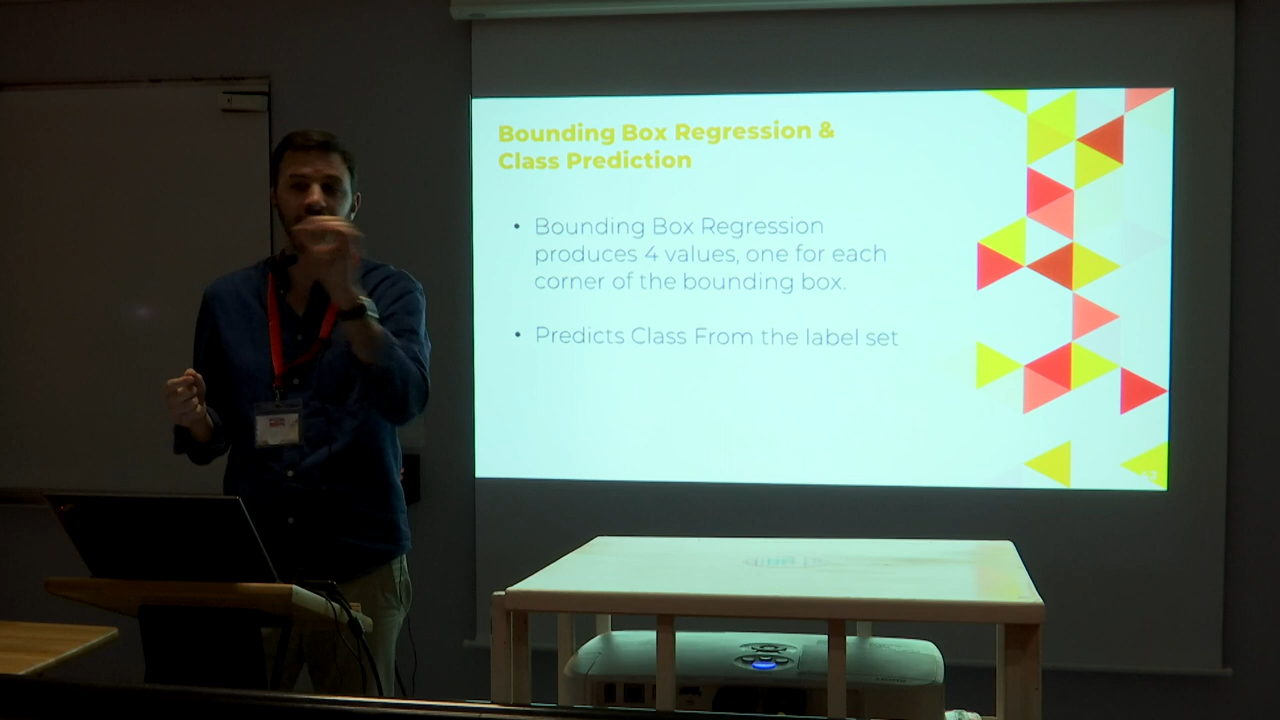 Bounding Box Regression &
Class Prediction
• Bounding Box Regression
produces 4 values, one for each
corner of the bounding box.
• Predicts Class From the label set